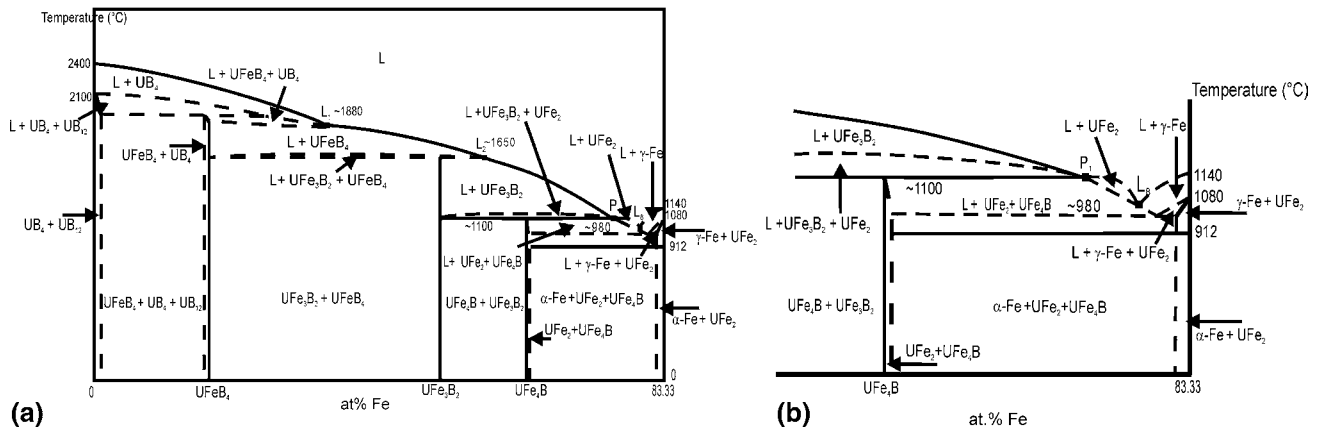 Temperature (°C)
L
2400
L + UFeB₄ + UB₄
L + UB₄
2100
L₁ ~1880
L + UFe₃B₂ + UFe₂
L + UFe₂
L + UB₄ + UB₁₂
L + UFeB₄
L₂~1650
L + γ-Fe
UFeB₄ + UB₄
L + UFe₃B₂ + UFeB₄
L + UFe₃B₂
P
L₈
1140
1080
UB₄ + UB₁₂
~1100
~980
γ-Fe + UFe₂
912
L + UFe₂ + UFe₄B
L + γ-Fe + UFe₂
UFeB₄ + UB₄ + UB₁₂
UFe₃B₂ + UFeB₄
UFe₄B + UFe₃B₂
α-Fe+UFe₂+UFe₄B
α-Fe + UFe₂
UFe₂+UFe₄B
0
0
UFeB₄
UFe₃B₂
UFe₄B
83.33
at% Fe
(a)
Temperature (°C)
L + UFe₂
L + γ-Fe
L + UFe₃B₂
P₁
L₈
1140
~1100
1080
L + UFe₂ + UFe₄B
~980
γ-Fe + UFe₂
L + UFe₃B₂ + UFe₂
912
L + γ-Fe + UFe₂
UFe₄B + UFe₃B₂
α-Fe+UFe₂+UFe₄B
α-Fe + UFe₂
UFe₂+UFe₄B
UFe₄B
83.33
at.% Fe
(b)